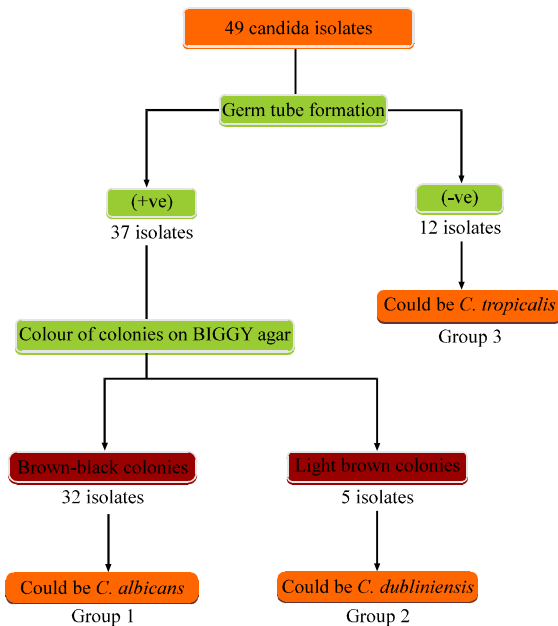 49 candida isolates
Germ tube formation
(+ve)
37 isolates
(-ve)
12 isolates
Could be C. tropicalis
Group 3
Colour of colonies on BIGGY agar
Brown-black colonies
32 isolates
Light brown colonies
5 isolates
Could be C. albicans
Group 1
Could be C. dubliniensis
Group 2